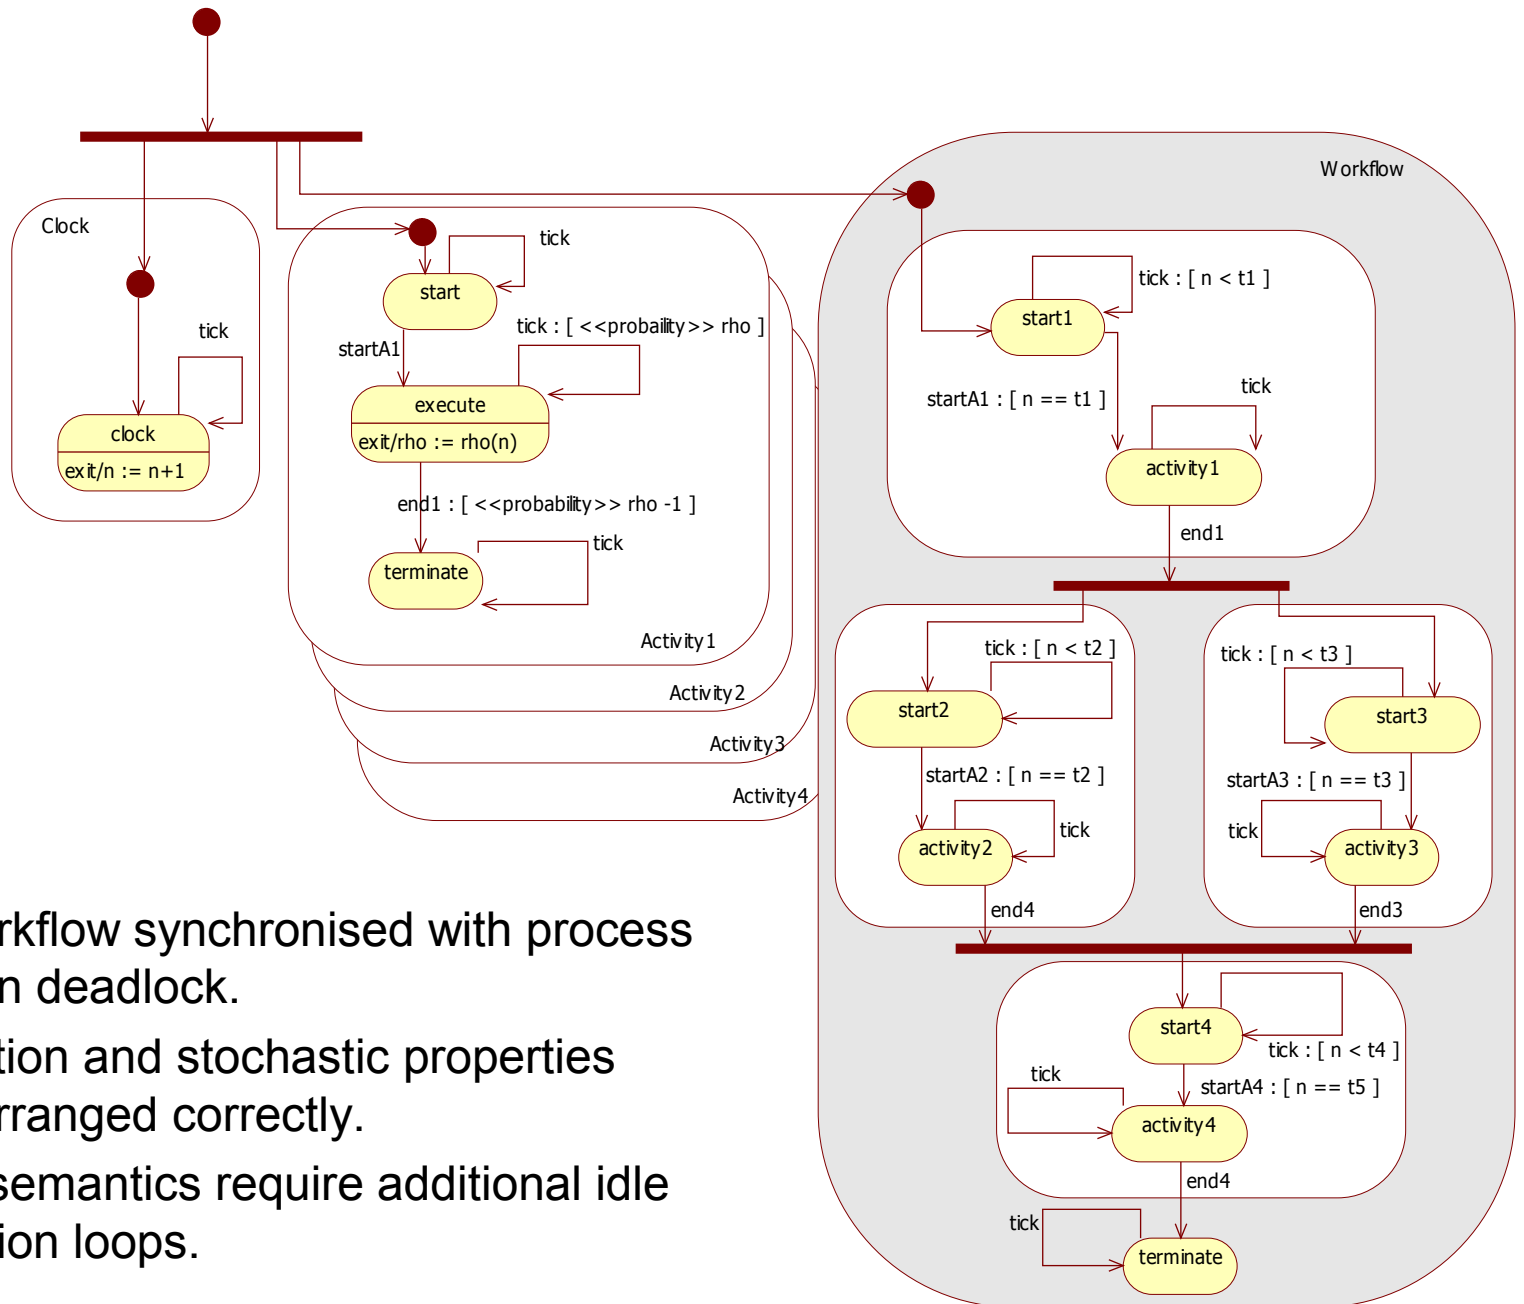 Workflow
Clock
tick
clock
exit/n := n+1
tick
start
startA1
tick : [ <<probaility>> rho ]
execute
exit/rho := rho(n)
end1 : [ <<probability>> rho -1 ]
tick
terminate
Activity1
Activity2
Activity3
Activity4
tick : [ n < t1 ]
start1
startA1 : [ n == t1 ]
tick
activity1
end1
tick : [ n < t2 ]
start2
startA2 : [ n == t2 ]
tick
activity2
end4
tick : [ n < t3 ]
start3
startA3 : [ n == t3 ]
tick
activity3
end3
start4
tick : [ n < t4 ]
tick
startA4 : [ n == t5 ]
activity4
end4
tick
terminate
rkflow synchronised with process
n deadlock.
tion and stochastic properties
rranged correctly.
semantics require additional idle
ion loops.